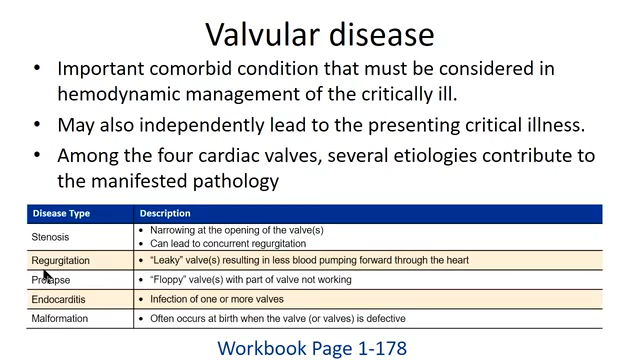 Valvular disease
• Important comorbid condition that must be considered in
hemodynamic management of the critically ill.
• May also independently lead to the presenting critical illness.
• Among the four cardiac valves, several etiologies contribute to
the manifested pathology
Disease Type Description
Stenosis
• Narrowing at the opening of the valve(s)
• Can lead to concurrent regurgitation
Regurgitation • “Leaky” valve(s) resulting in less blood pumping forward through the heart
Prolapse • “Floppy” valve(s) with part of valve not working
Endocarditis • Infection of one or more valves
Malformation • Often occurs at birth when the valve (or valves) is defective
Workbook Page 1-178